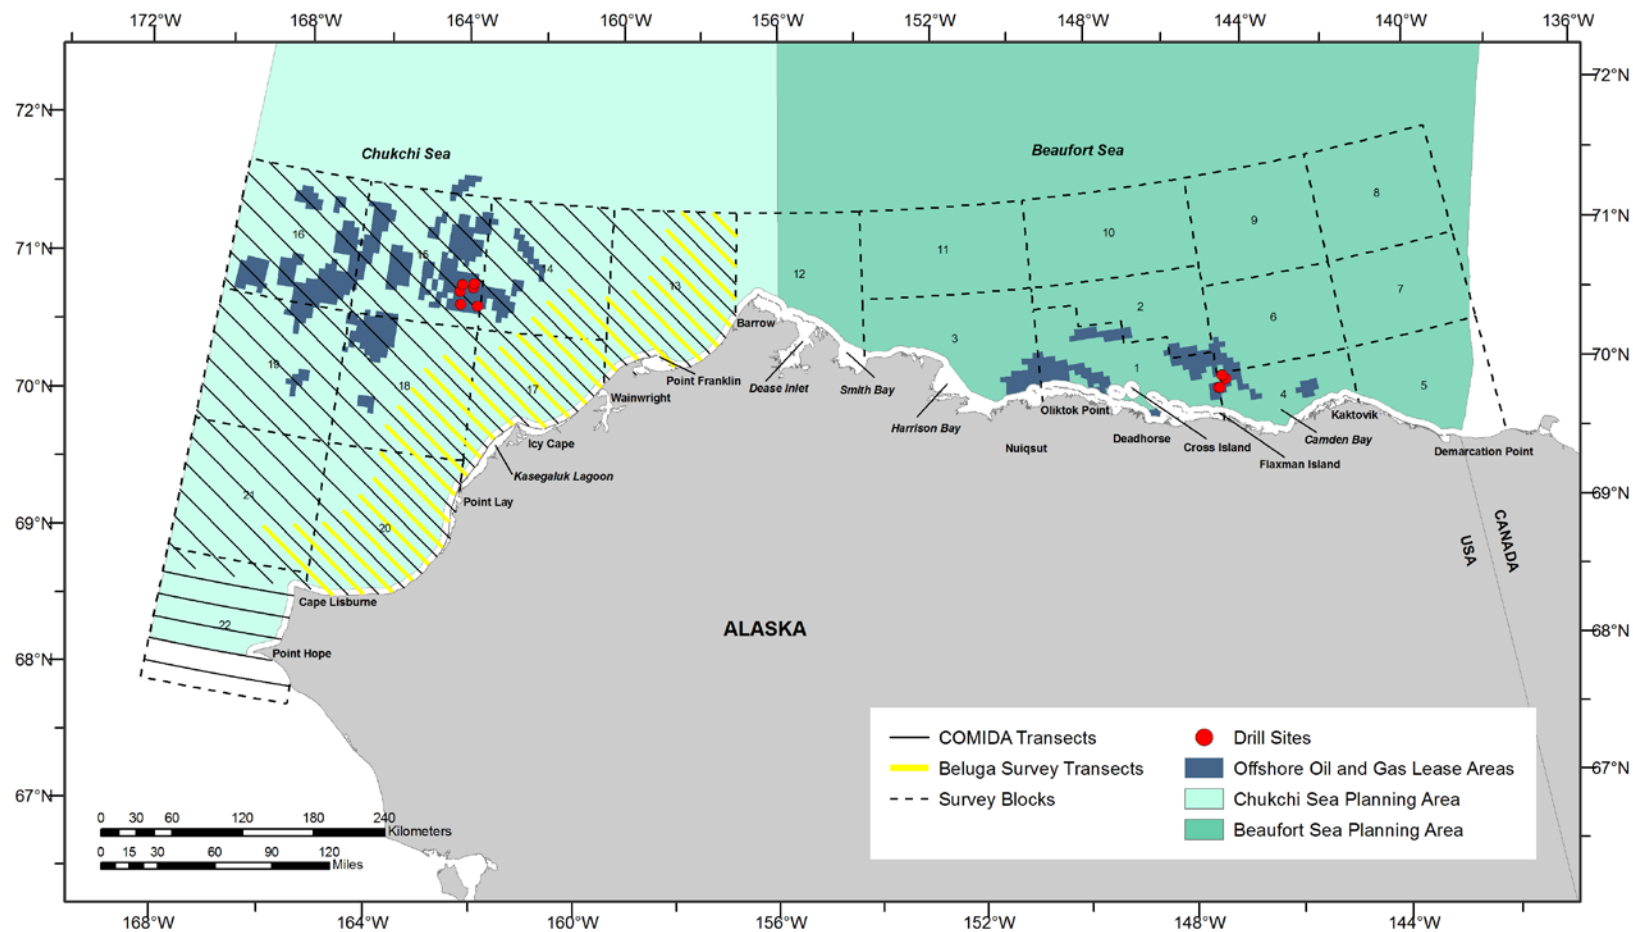 172°W 168°W 164°W 160°W 156°W 152°W 148°W 144°W 140°W 136°W
72°N 72°N
Chukchi Sea Beaufort Sea
8
71°N 71°N
16 9
10
15 11
14 12
13 7
2 6
Barrow 3
70°N 70°N
19 Point Franklin 1
18 17 Dease Inlet Smith Bay 4 5
Wainwright Oliktok Point Kaktovik
Harrison Bay
Icy Cape Deadhorse Camden Bay
Nuiqsut Cross Island Demarcation Point
Kasegaluk Lagoon Flaxman Island
21 69°N
Point Lay
69°N 20 CANADA
USA
Cape Lisburne
22 ALASKA 68°N
Point Hope
68°N
COMIDA Transects Drill Sites
Beluga Survey Transects Offshore Oil and Gas Lease Areas 67°N
67°N Survey Blocks Chukchi Sea Planning Area
Beaufort Sea Planning Area
0 30 60 120 180 240
Kilometers
0 15 30 60 90 120
Miles
168°W 164°W 160°W 156°W 152°W 148°W 144°W